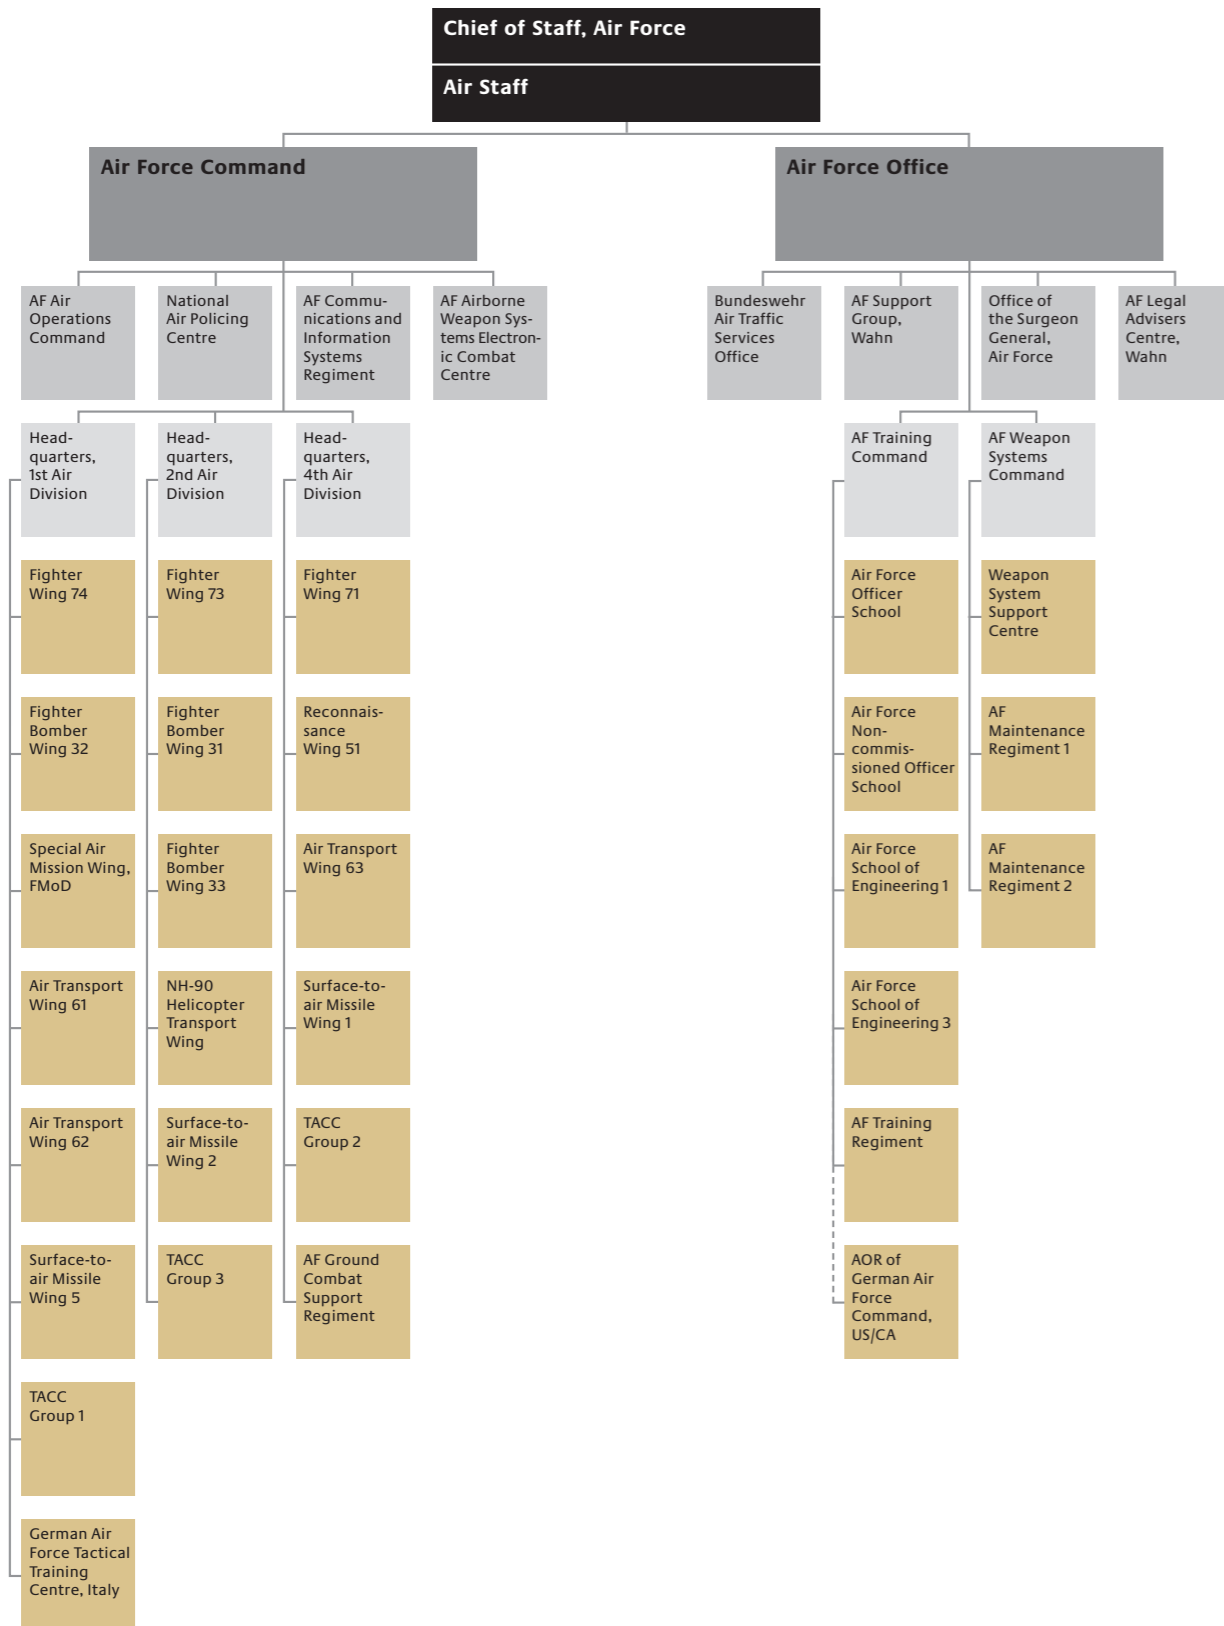 Chief of Staff, Air Force
Air Staff
Air Force Command
Air Force Office
AF Air
Operations
Command
National
Air Policing
Centre
AF Commu-
nications and
Information
Systems
Regiment
AF Airborne
Weapon Sys-
tems Electron-
ic Combat
Centre
Bundeswehr
Air Traffic
Services
Office
AF Support
Group,
Wahn
Office of
the Surgeon
General,
Air Force
AF Legal
Advisers
Centre,
Wahn
Head-
quarters,
1st Air
Division
Head-
quarters,
2nd Air
Division
Head-
quarters,
4th Air
Division
AF Training
Command
AF Weapon
Systems
Command
Fighter
Wing 74
Fighter
Wing 73
Fighter
Wing 71
Air Force
Officer
School
Weapon
System
Support
Centre
Fighter
Bomber
Wing 32
Fighter
Bomber
Wing 31
Reconnais-
sance
Wing 51
Air Force
Non-
commis-
sioned Officer
School
AF
Maintenance
Regiment 1
Special Air
Mission Wing,
FMoD
Fighter
Bomber
Wing 33
Air Transport
Wing 63
Air Force
School of
Engineering 1
AF
Maintenance
Regiment 2
Air Transport
Wing 61
NH-90
Helicopter
Transport
Wing
Surface-to-
air Missile
Wing 1
Air Force
School of
Engineering 3
Air Transport
Wing 62
Surface-to-
air Missile
Wing 2
TACC
Group 2
AF Training
Regiment
Surface-to-
air Missile
Wing 5
TACC
Group 3
AF Ground
Combat
Support
Regiment
AOR of
German Air
Force
Command,
US/CA
TACC
Group 1
German Air
Force Tactical
Training
Centre, Italy